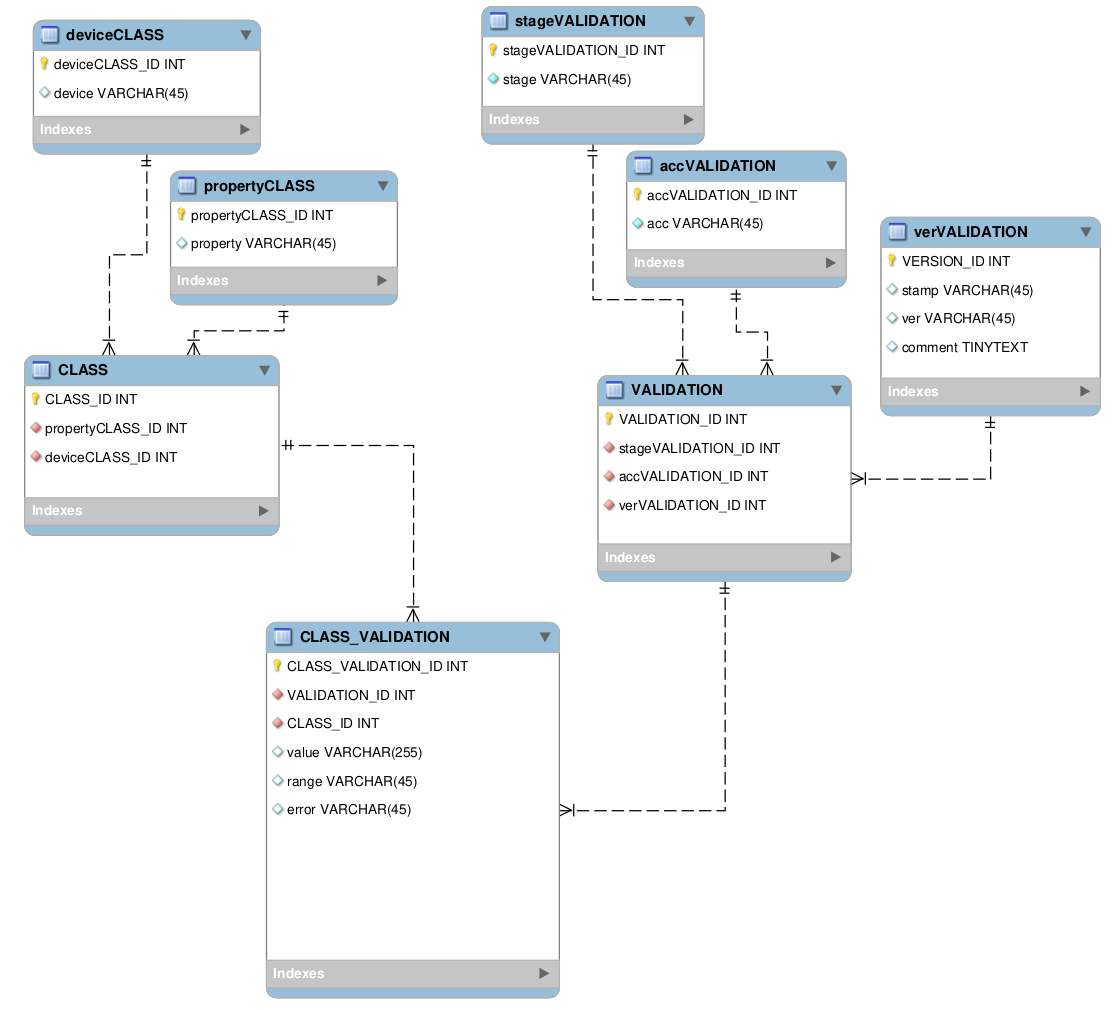 deviceCLASS
deviceCLASS_ID INT
device VARCHAR(45)
Indexes
propertyCLASS
propertyCLASS_ID INT
property VARCHAR(45)
Indexes
CLASS
CLASS_ID INT
propertyCLASS_ID INT
deviceCLASS_ID INT
Indexes
stageVALIDATION
stageVALIDATION_ID INT
stage VARCHAR(45)
Indexes
accVALIDATION
accVALIDATION_ID INT
acc VARCHAR(45)
Indexes
verVALIDATION
VERSION_ID INT
stamp VARCHAR(45)
ver VARCHAR(45)
comment TINYTEXT
Indexes
VALIDATION
VALIDATION_ID INT
stageVALIDATION_ID INT
accVALIDATION_ID INT
verVALIDATION_ID INT
Indexes
CLASS_VALIDATION
CLASS_VALIDATION_ID INT
VALIDATION_ID INT
CLASS_ID INT
value VARCHAR(255)
range VARCHAR(45)
error VARCHAR(45)
Indexes